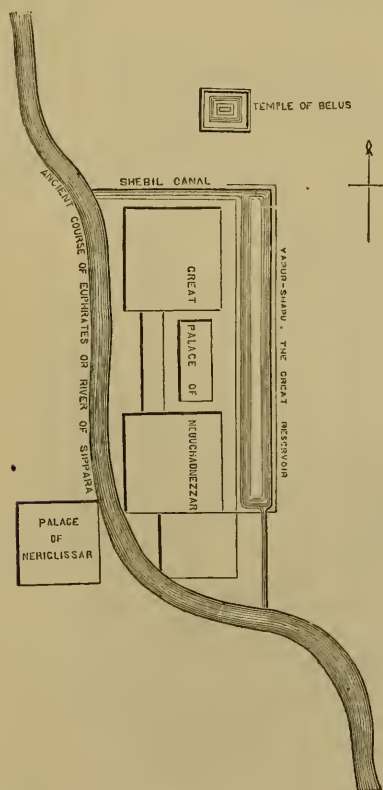 TEMPLE OF BELUS
SHEBIL CANAL
ANCIENT COURSE OF EUPHRATES OR RIVER OF SIPPARA
GREAT
PALACE OF
NEBUCHADNEZZAR
YAPUR-SHAPU, THE GREAT RESERVOIR
PALACE
OF
NERIGLISSAR